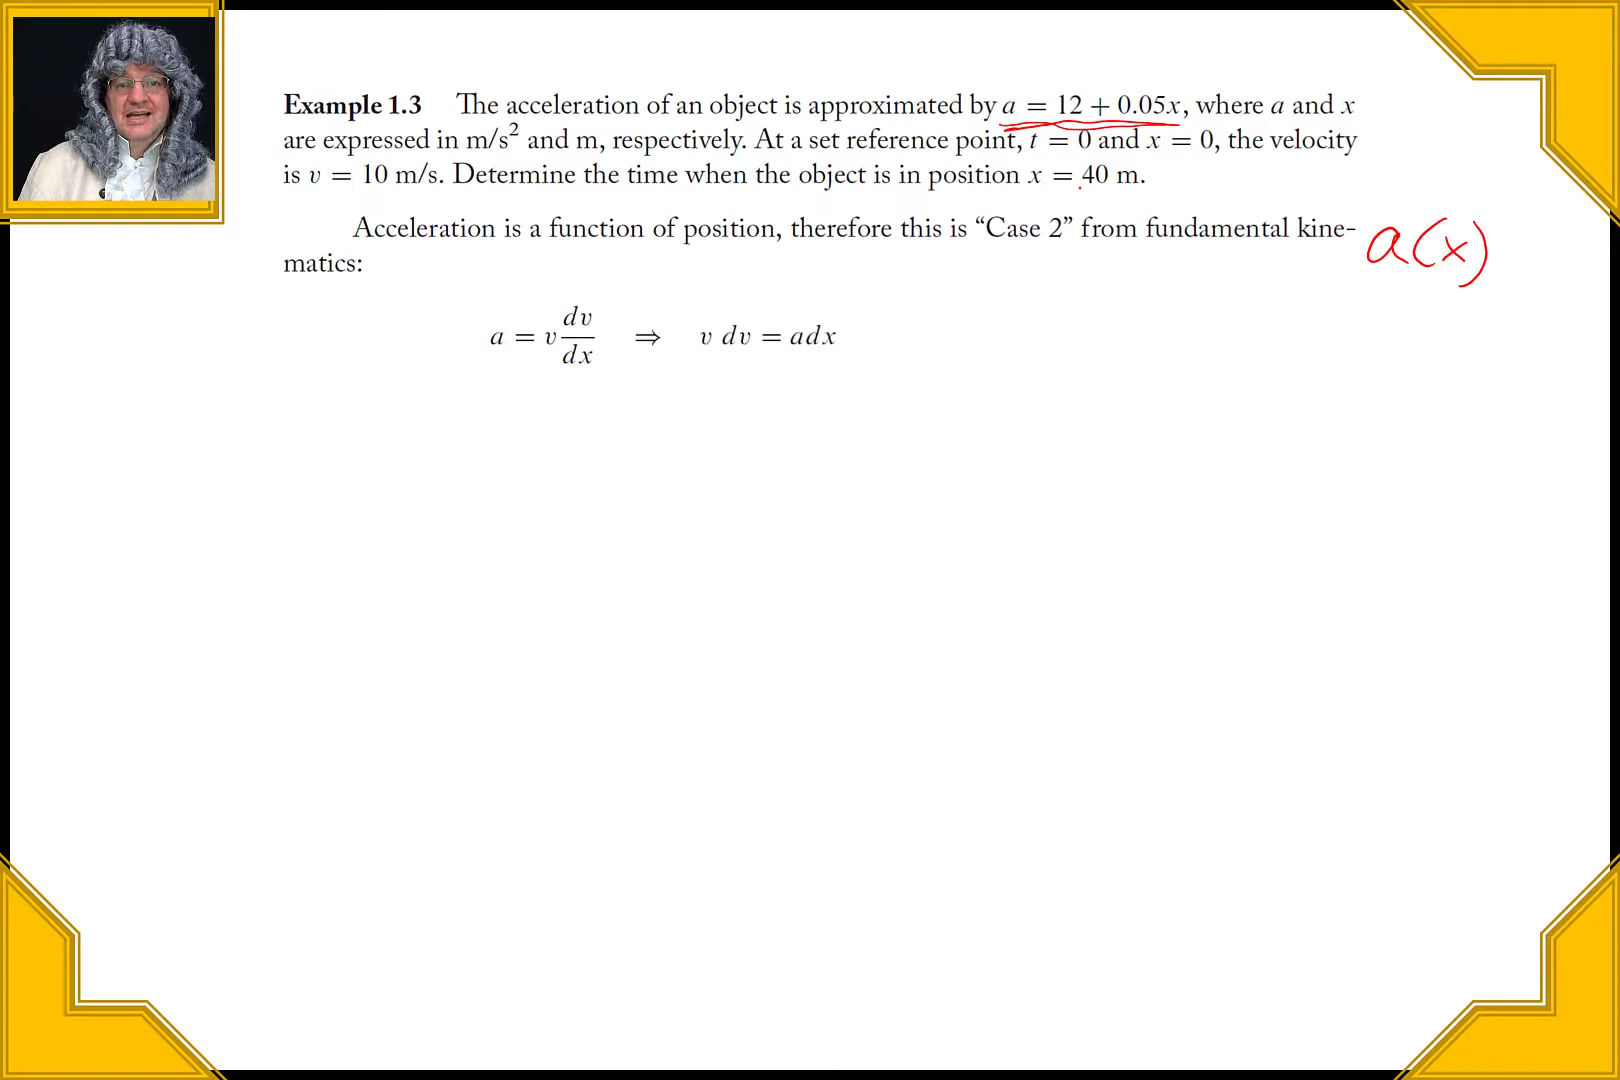 Example 1.3 The acceleration of an object is approximated by a = 12 + 0.05x, where a and x
are expressed in m/s² and m, respectively. At a set reference point, t = 0 and x = 0, the velocity
is v = 10 m/s. Determine the time when the object is in position x = 40 m.
Acceleration is a function of position, therefore this is “Case 2” from fundamental kine-
matics:
a(x)
a = v dv/dx ⇒ v dv = adx